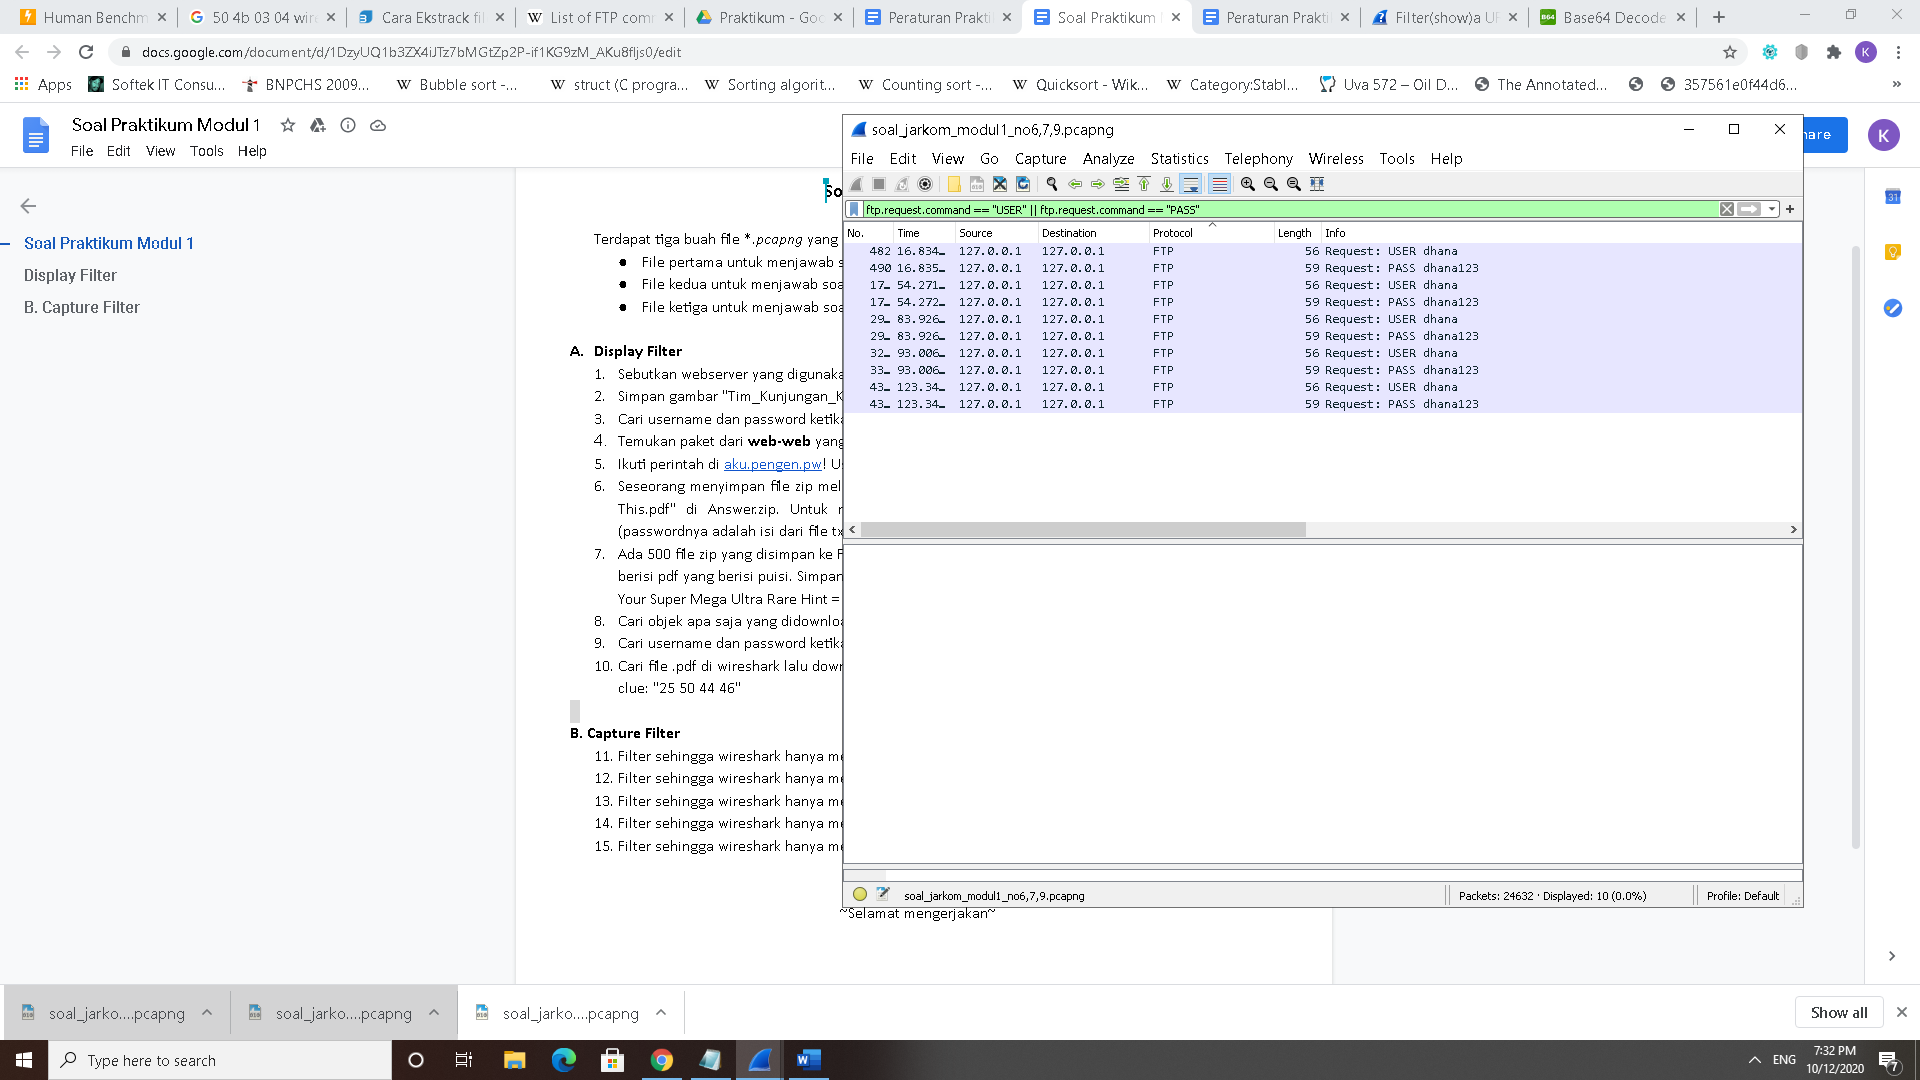 Human Benchm
50 4b 03 04 wire
Cara Ekstrack fil
List of FTP comm
Praktikum - Goo
Peraturan Prakti
Soal Praktikum
Peraturan Prakti
Filter(show)a UF
Base64 Decode
docs.google.com/document/d/1DzyUQ1b3ZX4iJTz7bMGtZp2P-if1KG9zM_AKu8fljs0/edit
K
Apps
Softek IT Consu...
BNPCHS 2009...
Bubble sort -...
struct (C progra...
Sorting algorit...
Counting sort -...
Quicksort - Wik...
Category:Stabl...
Uva 572 – Oil D...
The Annotated...
357561e0f44d6...
»
Soal Praktikum Modul 1
File Edit View Tools Help
are
K
Soal Praktikum Modul 1
Display Filter
B. Capture Filter
So
Terdapat tiga buah file *.pcapng yang
● File pertama untuk menjawab s
● File kedua untuk menjawab soa
● File ketiga untuk menjawab soa
A. Display Filter
1. Sebutkan webserver yang digunaka
2. Simpan gambar "Tim_Kunjungan_K
3. Cari username dan password ketika
4. Temukan paket dari web-web yang
5. Ikuti perintah di aku.pengen.pw! Us
6. Seseorang menyimpan file zip mel
This.pdf" di Answer.zip. Untuk
(passwordnya adalah isi dari file tx
7. Ada 500 file zip yang disimpan ke F
berisi pdf yang berisi puisi. Simpan
Your Super Mega Ultra Rare Hint =
8. Cari objek apa saja yang didownloa
9. Cari username dan password ketika
10. Cari file .pdf di wireshark lalu down
clue: "25 50 44 46"
B. Capture Filter
11. Filter sehingga wireshark hanya me
12. Filter sehingga wireshark hanya me
13. Filter sehingga wireshark hanya me
14. Filter sehingga wireshark hanya me
15. Filter sehingga wireshark hanya me
~Selamat mengerjakan~
soal_jarkom_modul1_no6,7,9.pcapng
File Edit View Go Capture Analyze Statistics Telephony Wireless Tools Help
ftp.request.command == "USER" || ftp.request.command == "PASS"
No. Time Source Destination Protocol Length Info
482 16.834… 127.0.0.1 127.0.0.1 FTP 56 Request: USER dhana
490 16.835… 127.0.0.1 127.0.0.1 FTP 59 Request: PASS dhana123
17… 54.271… 127.0.0.1 127.0.0.1 FTP 56 Request: USER dhana
17… 54.272… 127.0.0.1 127.0.0.1 FTP 59 Request: PASS dhana123
29… 83.926… 127.0.0.1 127.0.0.1 FTP 56 Request: USER dhana
29… 83.926… 127.0.0.1 127.0.0.1 FTP 59 Request: PASS dhana123
32… 93.006… 127.0.0.1 127.0.0.1 FTP 56 Request: USER dhana
33… 93.006… 127.0.0.1 127.0.0.1 FTP 59 Request: PASS dhana123
43… 123.34… 127.0.0.1 127.0.0.1 FTP 56 Request: USER dhana
43… 123.34… 127.0.0.1 127.0.0.1 FTP 59 Request: PASS dhana123
soal_jarkom_modul1_no6,7,9.pcapng
Packets: 24632 · Displayed: 10 (0.0%)
Profile: Default
soal_jarko....pcapng
soal_jarko....pcapng
soal_jarko....pcapng
Show all
Type here to search
ENG
7:32 PM
10/12/2020
7